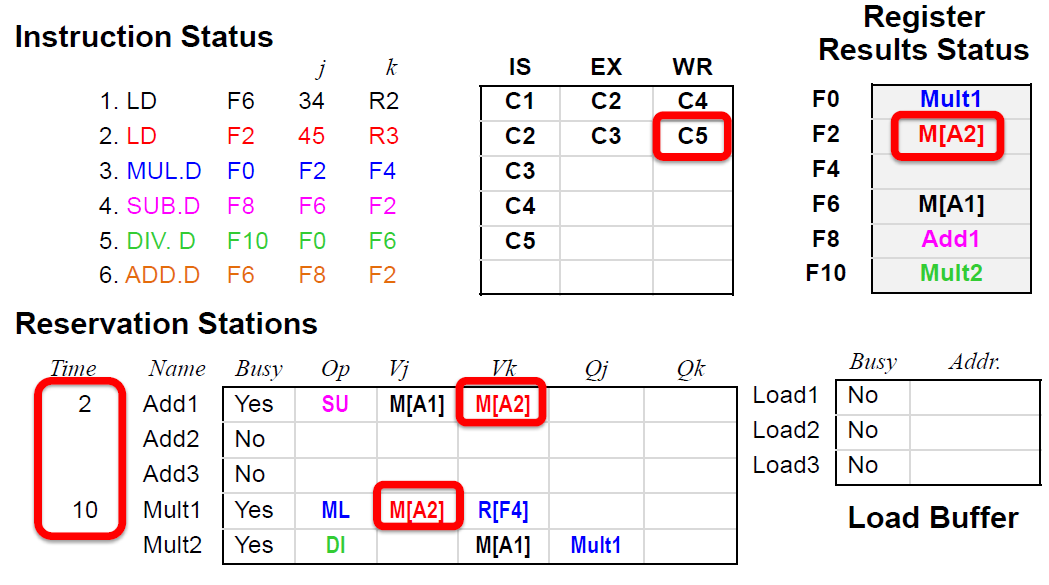 Instruction Status
Register
Results Status
j k
IS EX WR
1. LD F6 34 R2 C1 C2 C4
2. LD F2 45 R3 C2 C3 C5
3. MUL.D F0 F2 F4 C3
4. SUB.D F8 F6 F2 C4
5. DIV. D F10 F0 F6 C5
6. ADD.D F6 F8 F2
F0 Mult1
F2 M[A2]
F4
F6 M[A1]
F8 Add1
F10 Mult2
Reservation Stations
Time Name Busy Op Vj Vk Qj Qk
2 Add1 Yes SU M[A1] M[A2]
Add2 No
Add3 No
10 Mult1 Yes ML M[A2] R[F4]
Mult2 Yes DI M[A1] Mult1
Busy Addr.
Load1 No
Load2 No
Load3 No
Load Buffer